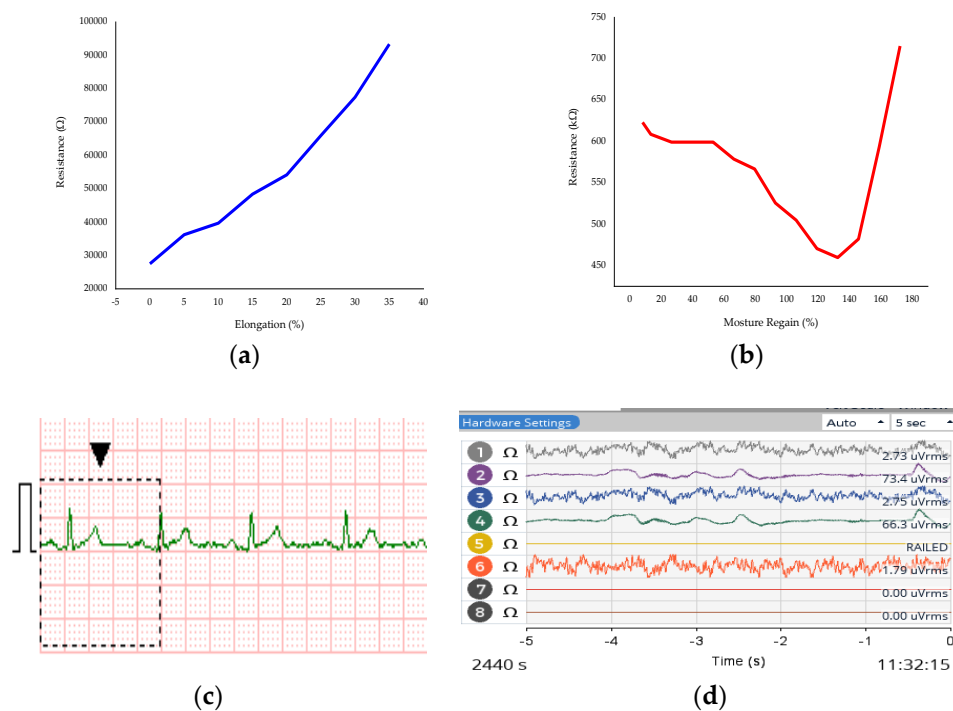 100000
90000
80000
70000
60000
50000
40000
30000
20000
Resistance (Ω)
-5 0 5 10 15 20 25 30 35 40
Elongation (%)
(a)
750
700
650
600
550
500
450
Resistance (kΩ)
0 20 40 60 80 100 120 140 160 180
Mosture Regain (%)
(b)
(c)
Hardware Settings
Auto 5 sec
1 Ω 2.73 uVrms
2 Ω 73.4 uVrms
3 Ω 2.75 uVrms
4 Ω 66.3 uVrms
5 Ω RAILED
6 Ω 1.79 uVrms
7 Ω 0.00 uVrms
8 Ω 0.00 uVrms
-5 -4 -3 -2 -1 0
Time (s)
2440 s 11:32:15
(d)